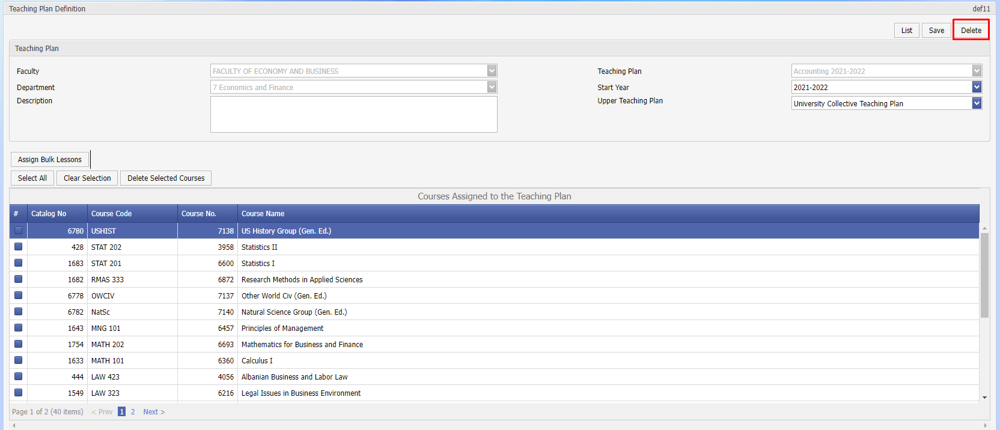 Teaching Plan Definition def11
List Save Delete
Teaching Plan
Faculty FACULTY OF ECONOMY AND BUSINESS Teaching Plan Accounting 2021-2022
Department 7 Economics and Finance Start Year 2021-2022
Description Upper Teaching Plan University Collective Teaching Plan
Assign Bulk Lessons
Select All Clear Selection Delete Selected Courses
Courses Assigned to the Teaching Plan
# Catalog No Course Code Course No. Course Name
6780 USHIST 7138 US History Group (Gen. Ed.)
428 STAT 202 3958 Statistics II
1683 STAT 201 6600 Statistics I
1682 RMAS 333 6872 Research Methods in Applied Sciences
6778 OWCIV 7137 Other World Civ (Gen. Ed.)
6782 NatSc 7140 Natural Science Group (Gen. Ed.)
1643 MNG 101 6457 Principles of Management
1754 MATH 202 6693 Mathematics for Business and Finance
1633 MATH 101 6360 Calculus I
444 LAW 423 4056 Albanian Business and Labor Law
1549 LAW 323 6216 Legal Issues in Business Environment
Page 1 of 2 (40 items) < Prev 1 2 Next >